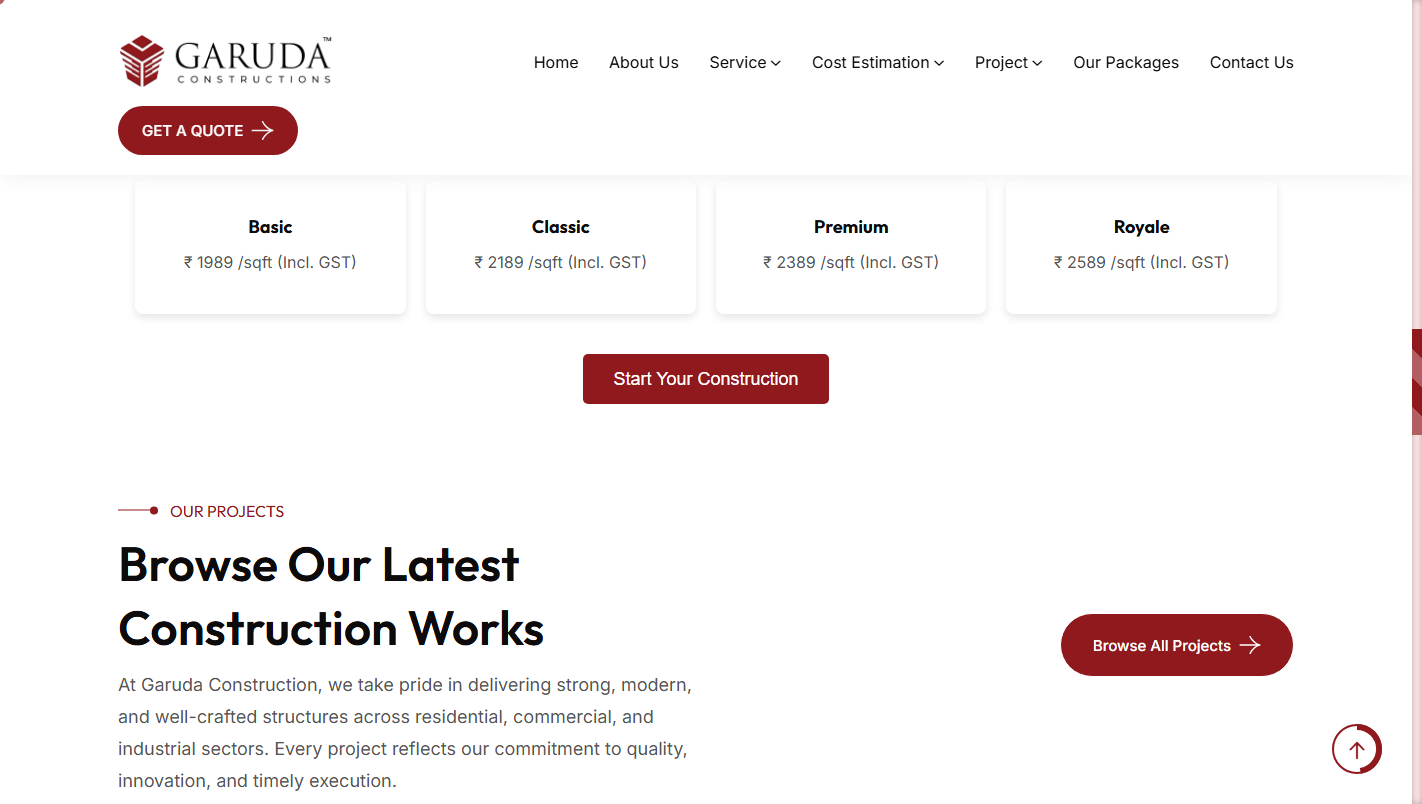 GARUDA™
CONSTRUCTIONS
Home About Us Service Cost Estimation Project Our Packages Contact Us
GET A QUOTE
Basic Classic Premium Royale
₹ 1989 /sqft (Incl. GST) ₹ 2189 /sqft (Incl. GST) ₹ 2389 /sqft (Incl. GST) ₹ 2589 /sqft (Incl. GST)
Start Your Construction
OUR PROJECTS
Browse Our Latest
Construction Works
Browse All Projects
At Garuda Construction, we take pride in delivering strong, modern,
and well-crafted structures across residential, commercial, and
industrial sectors. Every project reflects our commitment to quality,
innovation, and timely execution.